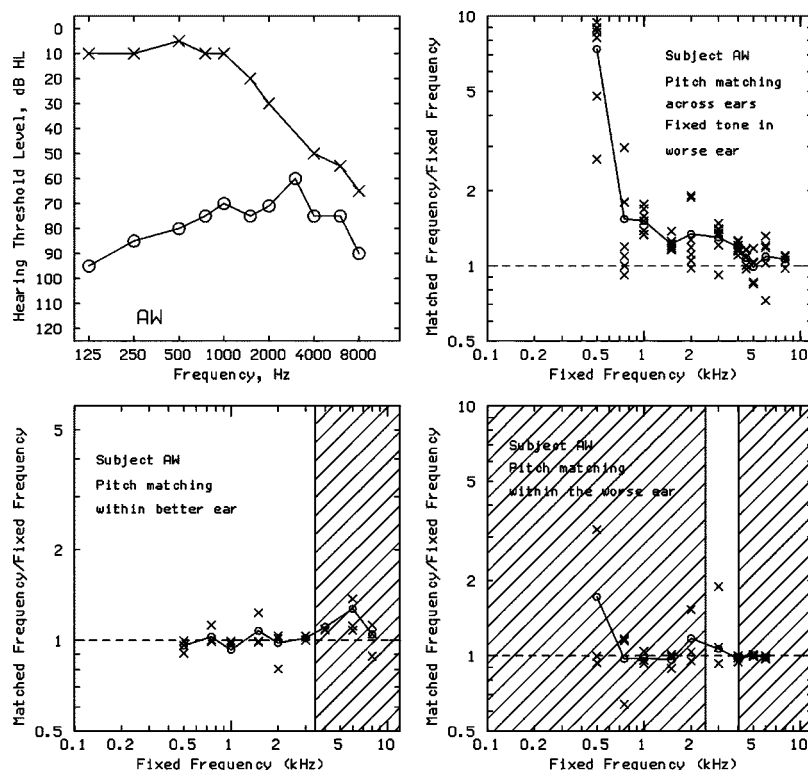 Hearing Threshold Level, dB HL
0
10
20
30
40
50
60
70
80
90
100
110
120
AW
125 250 500 1000 2000 4000 8000
Frequency, Hz
Matched Frequency/Fixed Frequency
10
5
2
1
0.5
Subject AW
Pitch matching
across ears
Fixed tone in
worse ear
0.1 0.2 0.5 1 2 5 10
Fixed Frequency (kHz)
Matched Frequency/Fixed Frequency
5
2
1
0.5
Subject AW
Pitch matching
within better ear
0.1 0.2 0.5 1 2 5 10
Fixed Frequency (kHz)
Matched Frequency/Fixed Frequency
10
5
2
1
0.5
Subject AW
Pitch matching
within the worse ear
0.1 0.2 0.5 1 2 5 10
Fixed Frequency (kHz)